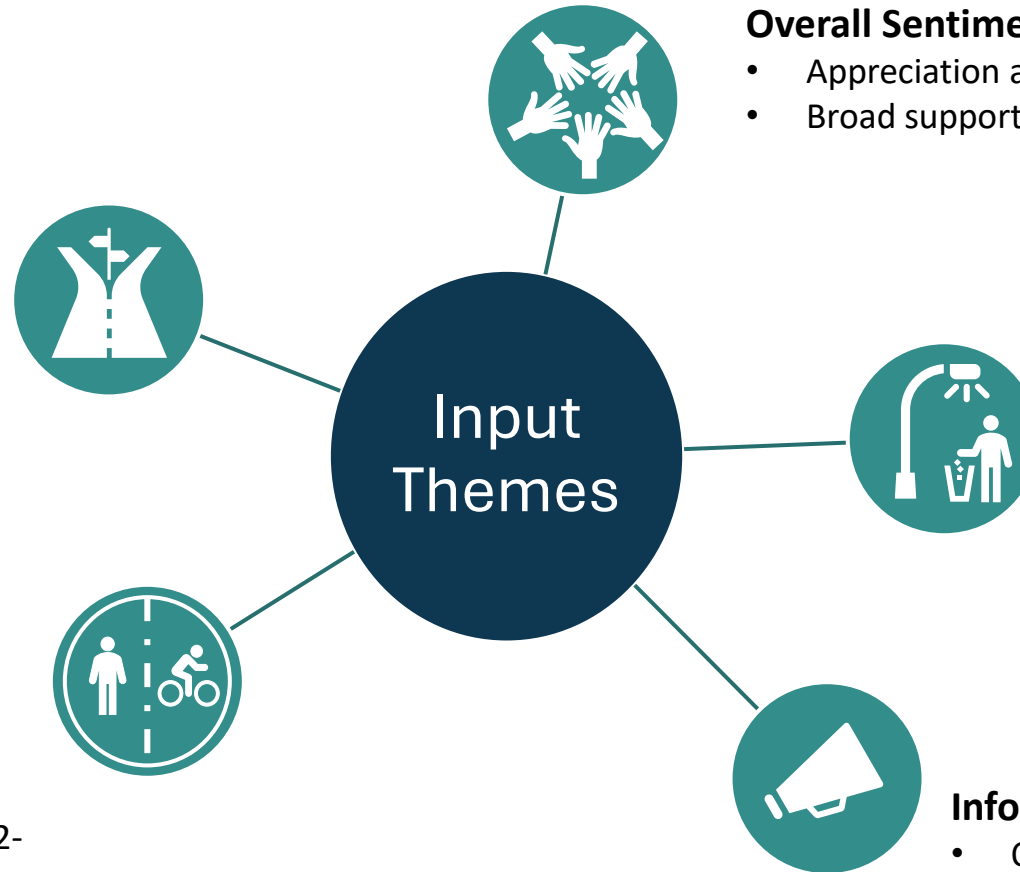 Overall Sentime
• Appreciation a
• Broad support
Input
Themes
2-
Info
•